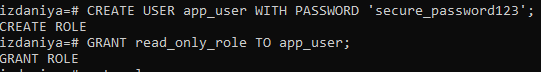 izdaniya=# CREATE USER app_user WITH PASSWORD 'secure_password123';
CREATE ROLE
izdaniya=# GRANT read_only_role TO app_user;
GRANT ROLE